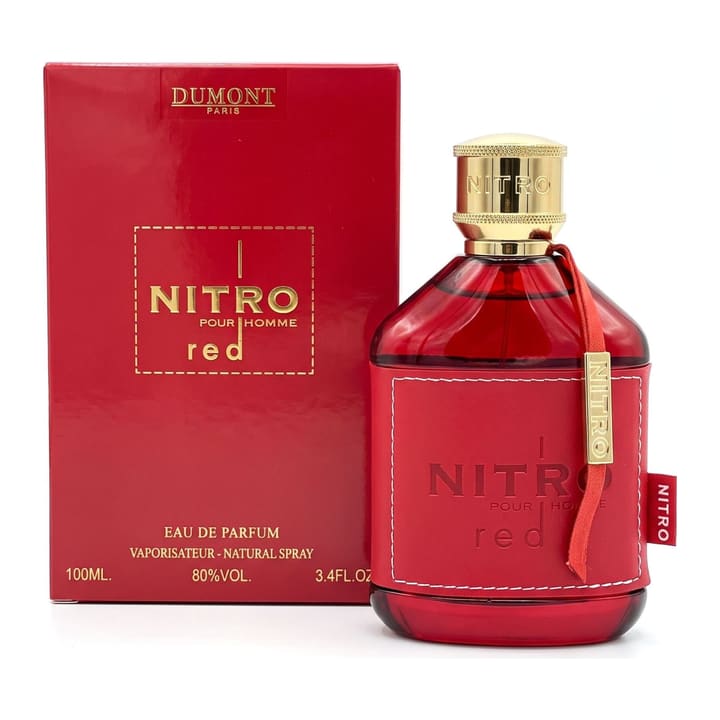 DUMONT
PARIS
NITRO
POUR HOMME
red
EAU DE PARFUM
VAPORISATEUR - NATURAL SPRAY
100ML. 80%VOL. 3.4FL.OZ
NITRO
NITRO
NITRO
POUR HOMME
red
NITRO